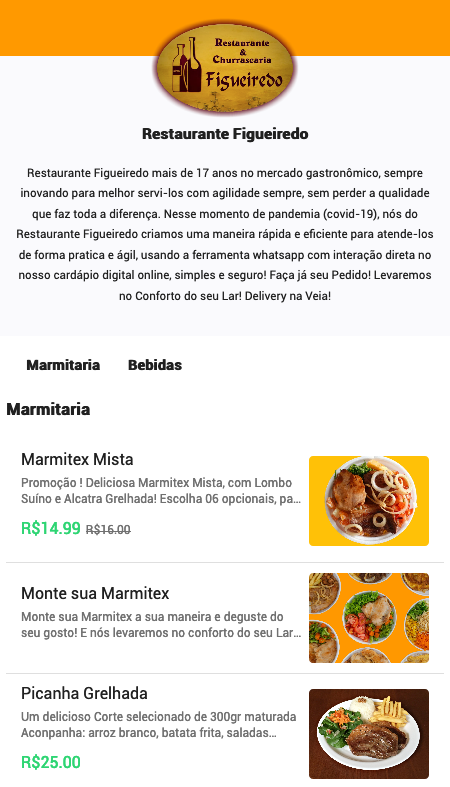 Restaurante
&
Churrascaria
Figueiredo
Restaurante Figueiredo
Restaurante Figueiredo mais de 17 anos no mercado gastronômico, sempre
inovando para melhor servi-los com agilidade sempre, sem perder a qualidade
que faz toda a diferença. Nesse momento de pandemia (covid-19), nós do
Restaurante Figueiredo criamos uma maneira rápida e eficiente para atende-los
de forma pratica e ágil, usando a ferramenta whatsapp com interação direta no
nosso cardápio digital online, simples e seguro! Faça já seu Pedido! Levaremos
no Conforto do seu Lar! Delivery na Veia!
Marmitaria Bebidas
Marmitaria
Marmitex Mista
Promoção ! Deliciosa Marmitex Mista, com Lombo
Suíno e Alcatra Grelhada! Escolha 06 opcionais, pa...
R$14.99 R$16.00
Monte sua Marmitex
Monte sua Marmitex a sua maneira e deguste do
seu gosto! E nós levaremos no conforto do seu Lar...
Picanha Grelhada
Um delicioso Corte selecionado de 300gr maturada
Aconpanha: arroz branco, batata frita, saladas...
R$25.00